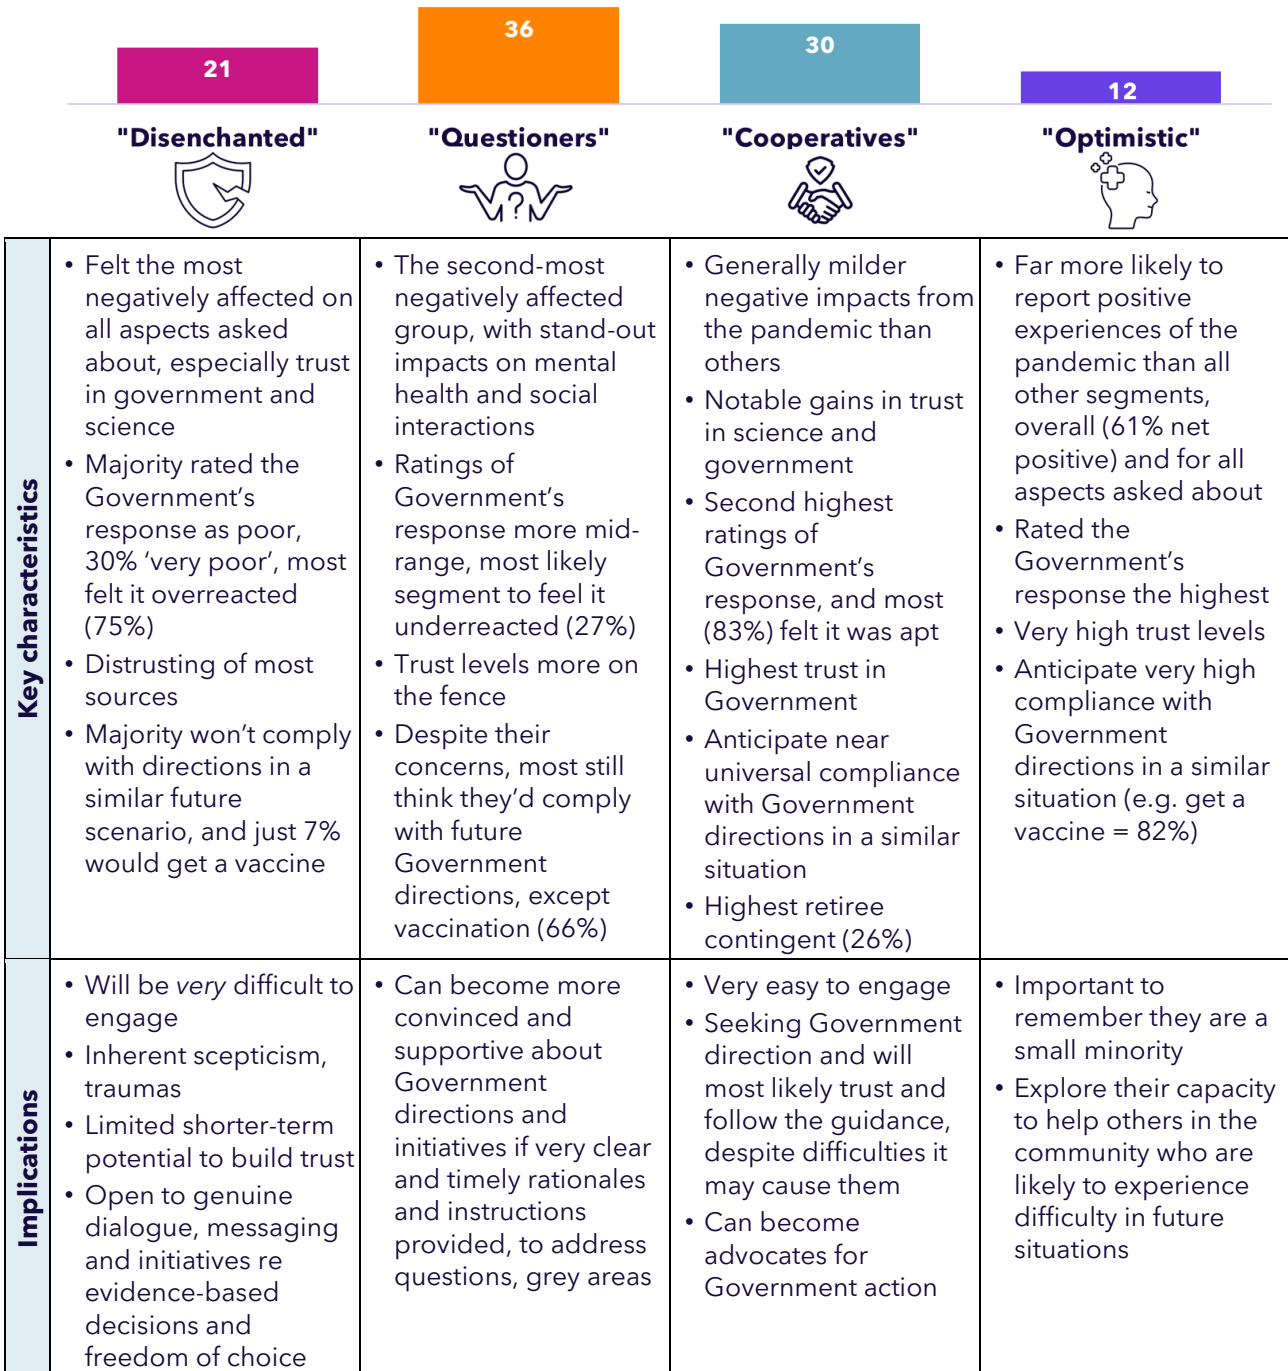 21
36
30
12
"Disenchanted"
"Questioners"
"Cooperatives"
"Optimistic"
?
Key characteristics
• Felt the most
negatively affected on
all aspects asked
about, especially trust
in government and
science
• Majority rated the
Government’s
response as poor,
30% ‘very poor’, most
felt it overreacted
(75%)
• Distrusting of most
sources
• Majority won’t comply
with directions in a
similar future
scenario, and just 7%
would get a vaccine
• The second-most
negatively affected
group, with stand-out
impacts on mental
health and social
interactions
• Ratings of
Government’s
response more mid-
range, most likely
segment to feel it
underreacted (27%)
• Trust levels more on
the fence
• Despite their
concerns, most still
think they’d comply
with future
Government
directions, except
vaccination (66%)
• Generally milder
negative impacts from
the pandemic than
others
• Notable gains in trust
in science and
government
• Second highest
ratings of
Government’s
response, and most
(83%) felt it was apt
• Highest trust in
Government
• Anticipate near
universal compliance
with Government
directions in a similar
situation
• Highest retiree
contingent (26%)
• Far more likely to
report positive
experiences of the
pandemic than all
other segments,
overall (61% net
positive) and for all
aspects asked about
• Rated the
Government’s
response the highest
• Very high trust levels
• Anticipate very high
compliance with
Government
directions in a similar
situation (e.g. get a
vaccine = 82%)
Implications
• Will be very difficult to
engage
• Inherent scepticism,
traumas
• Limited shorter-term
potential to build trust
• Open to genuine
dialogue, messaging
and initiatives re
evidence-based
decisions and
freedom of choice
• Can become more
convinced and
supportive about
Government
directions and
initiatives if very clear
and timely rationales
and instructions
provided, to address
questions, grey areas
• Very easy to engage
• Seeking Government
direction and will
most likely trust and
follow the guidance,
despite difficulties it
may cause them
• Can become
advocates for
Government action
• Important to
remember they are a
small minority
• Explore their capacity
to help others in the
community who are
likely to experience
difficulty in future
situations